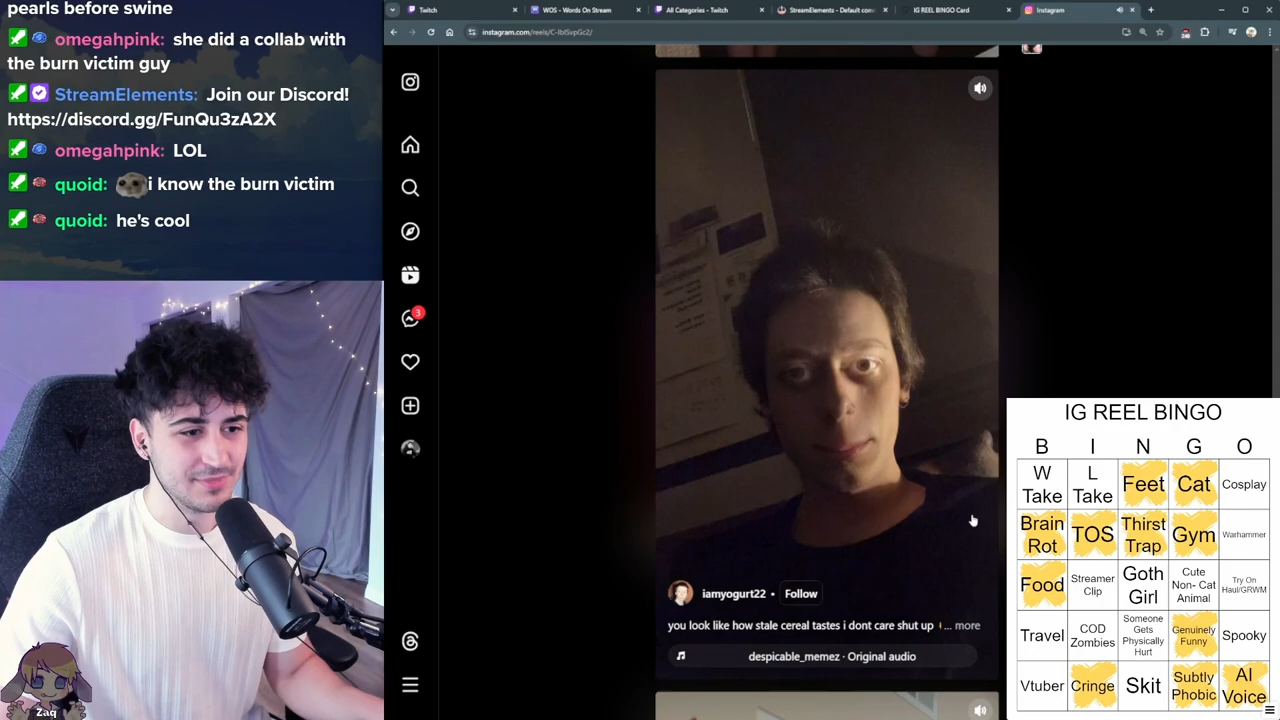 pearls before swine
omegahpink: she did a collab with
the burn victim guy
StreamElements: Join our Discord!
https://discord.gg/FunQu3zA2X
omegahpink: LOL
quoid: i know the burn victim
quoid: he's cool
Zaq
Twitch
WOS - Words On Stream
All Categories - Twitch
StreamElements - Default com
IG REEL BINGO Card
Instagram
instagram.com/reels/C-IblSvpGc2/
3
iamyogurt22 • Follow
you look like how stale cereal tastes i dont care shut up ... more
despicable_memez · Original audio
IG REEL BINGO
B I N G O
W Take
L Take
Feet
Cat
Cosplay
Brain Rot
TOS
Thirst Trap
Gym
Warhammer
Food
Streamer Clip
Goth Girl
Cute Non- Cat Animal
Try On Haul/GRWM
Travel
COD Zombies
Someone Gets Physically Hurt
Genuinely Funny
Spooky
Vtuber
Cringe
Skit
Subtly Phobic
AI Voice